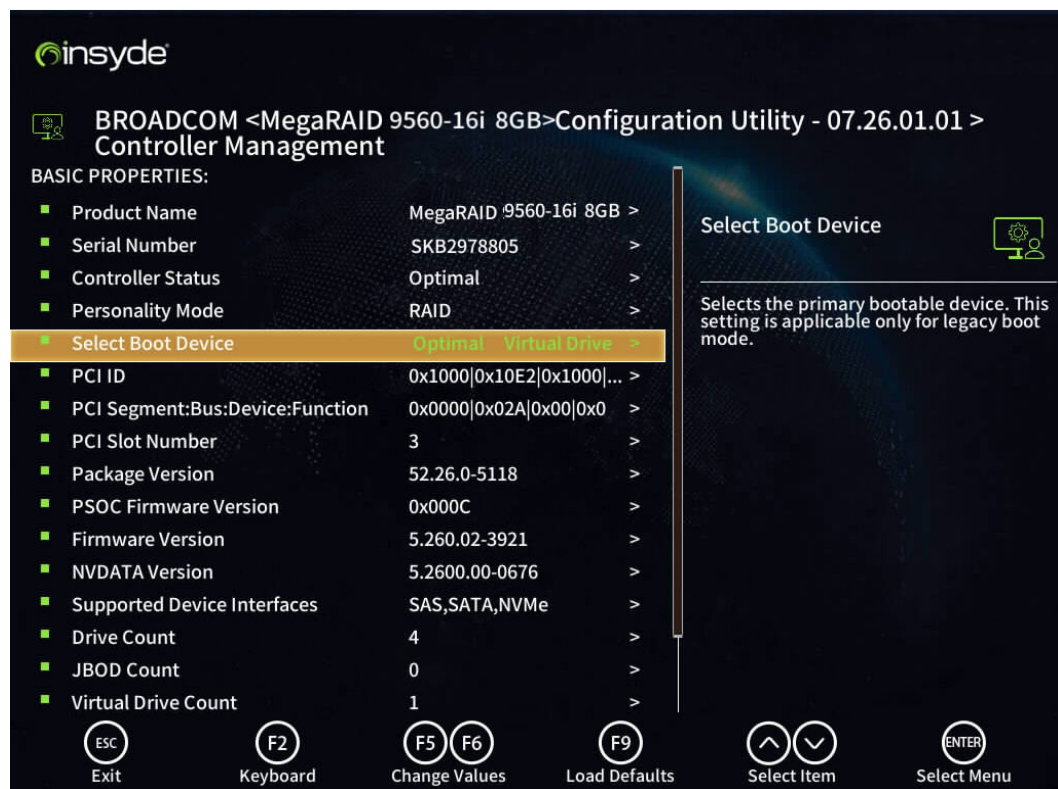 insyde
BROADCOM <MegaRAID 9560-16i 8GB>Configuration Utility - 07.26.01.01 >
Controller Management
BASIC PROPERTIES:
Product Name MegaRAID 9560-16i 8GB >
Serial Number SKB2978805 >
Controller Status Optimal >
Personality Mode RAID >
Select Boot Device Optimal Virtual Drive >
PCI ID 0x1000|0x10E2|0x1000|... >
PCI Segment:Bus:Device:Function 0x0000|0x02A|0x00|0x0 >
PCI Slot Number 3 >
Package Version 52.26.0-5118 >
PSOC Firmware Version 0x000C >
Firmware Version 5.260.02-3921 >
NVDATA Version 5.2600.00-0676 >
Supported Device Interfaces SAS,SATA,NVMe >
Drive Count 4 >
JBOD Count 0 >
Virtual Drive Count 1 >
Select Boot Device
Selects the primary bootable device. This
setting is applicable only for legacy boot
mode.
ESC F2 F5 F6 F9 ENTER
Exit Keyboard Change Values Load Defaults Select Item Select Menu